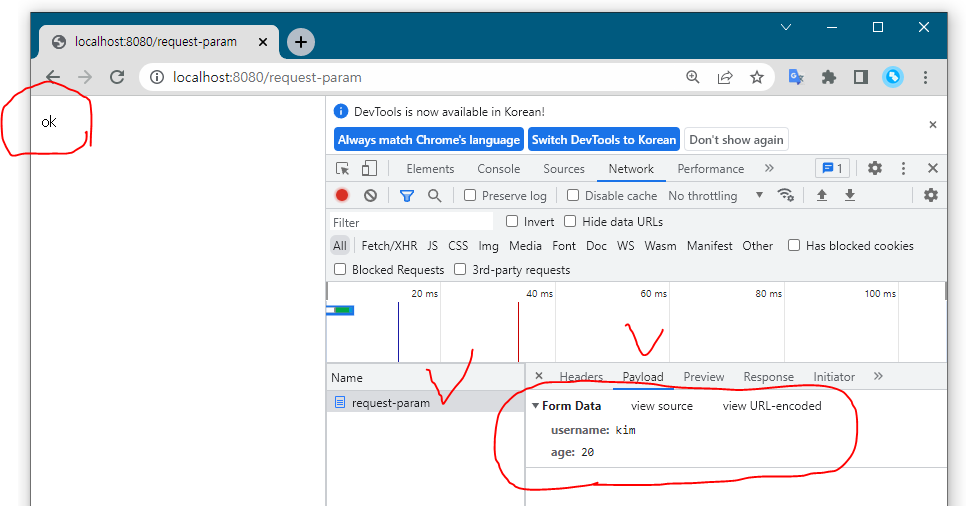 localhost:8080/request-param
localhost:8080/request-param
ok
DevTools is now available in Korean!
Always match Chrome's language Switch DevTools to Korean Don't show again
Elements Console Sources Network Performance 1
Preserve log Disable cache No throttling
Filter Invert Hide data URLs
All Fetch/XHR JS CSS Img Media Font Doc WS Wasm Manifest Other Has blocked cookies
Blocked Requests 3rd-party requests
20 ms 40 ms 60 ms 80 ms 100 ms
Name Headers Payload Preview Response Initiator
request-param
Form Data view source view URL-encoded
username: kim
age: 20